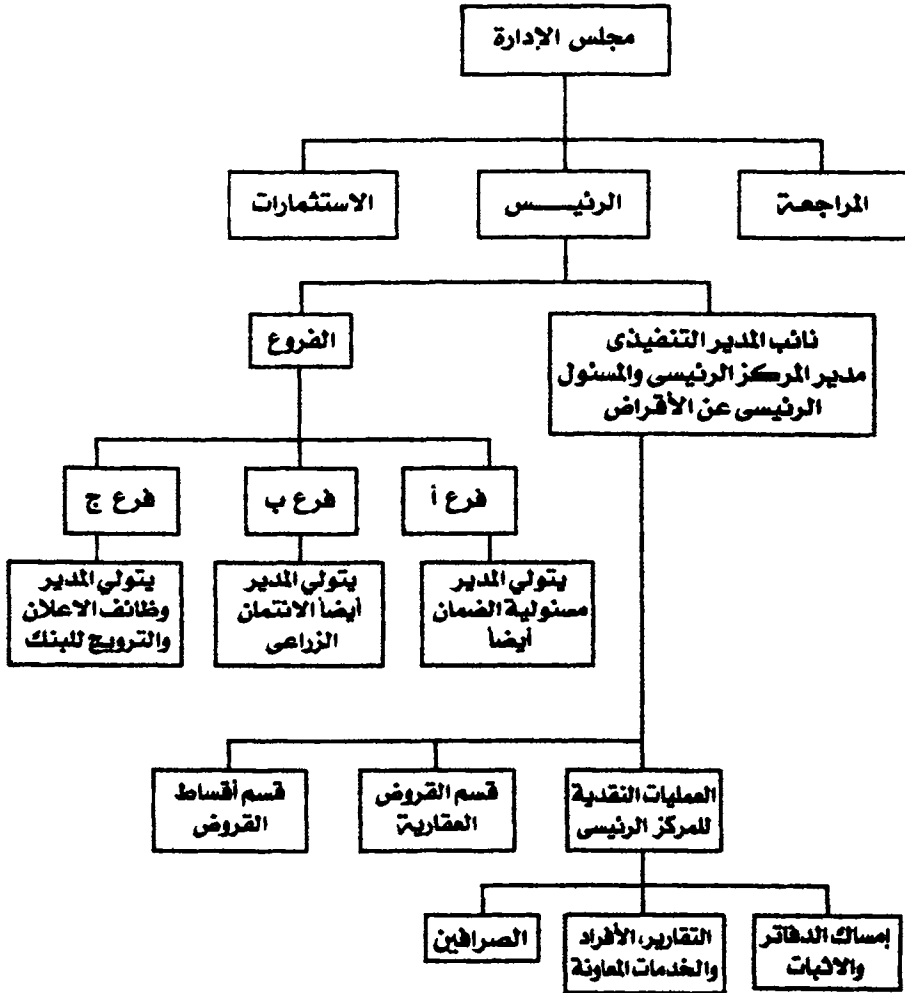 مجلس الإدارة
المراجعة
الرئيـــــس
الاستثمارات
نائب المدير التنفيذى
مدير المركز الرئيسى والمسئول
الرئيسى عن الأقراض
الفروع
فرع أ
فرع ب
فرع ج
يتولي المدير
مسئولية الضمان
أيضاً
يتولي المدير
أيضاً الائتمان
الزراعى
يتولي المدير
وظائف الاعلان
والترويج للبنك
العمليات النقدية
للمركز الرئيسى
قسم القروض
العقارية
قسم أقساط
القروض
إمساك الدفاتر
والاثبات
التقارير، الأفراد
والخدمات المعاونة
الصرافين